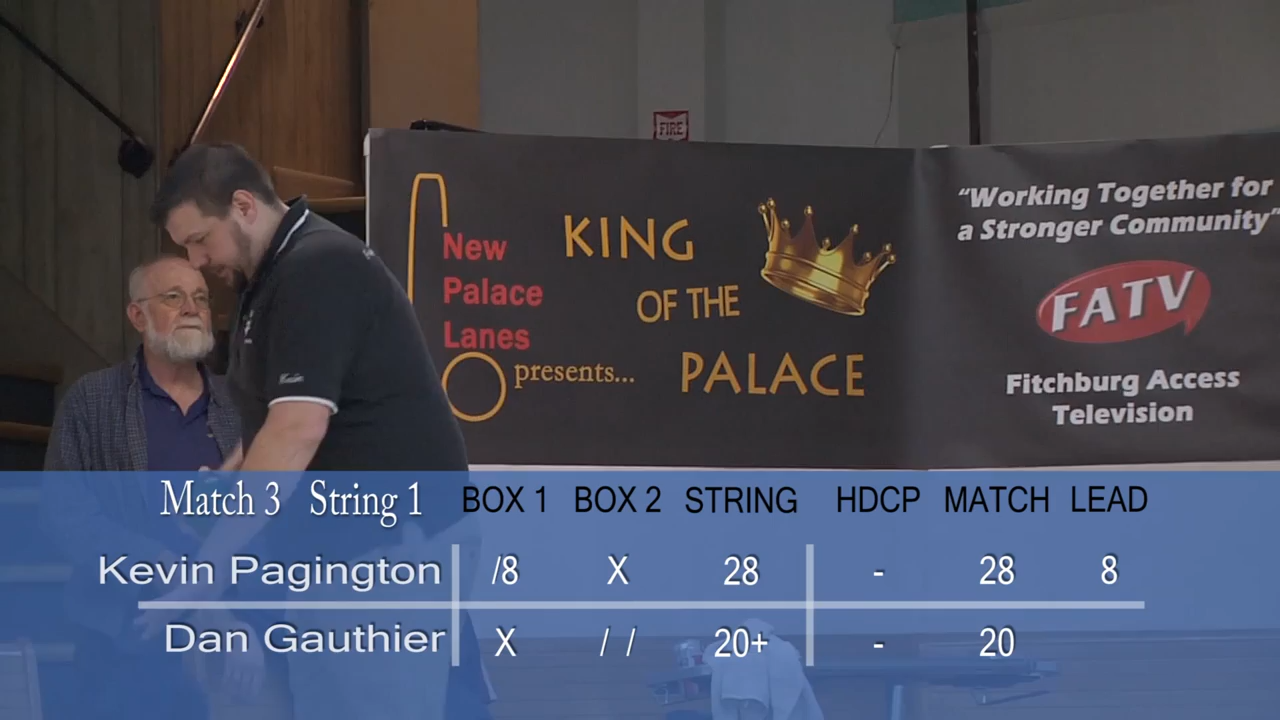 FIRE
New
Palace
Lanes
presents...
KING
OF THE
PALACE
“Working Together for
a Stronger Community”
FATV
Fitchburg Access
Television
Kevin
Match 3 String 1 BOX 1 BOX 2 STRING HDCP MATCH LEAD
Kevin Pagington /8 X 28 - 28 8
Dan Gauthier X / / 20+ - 20